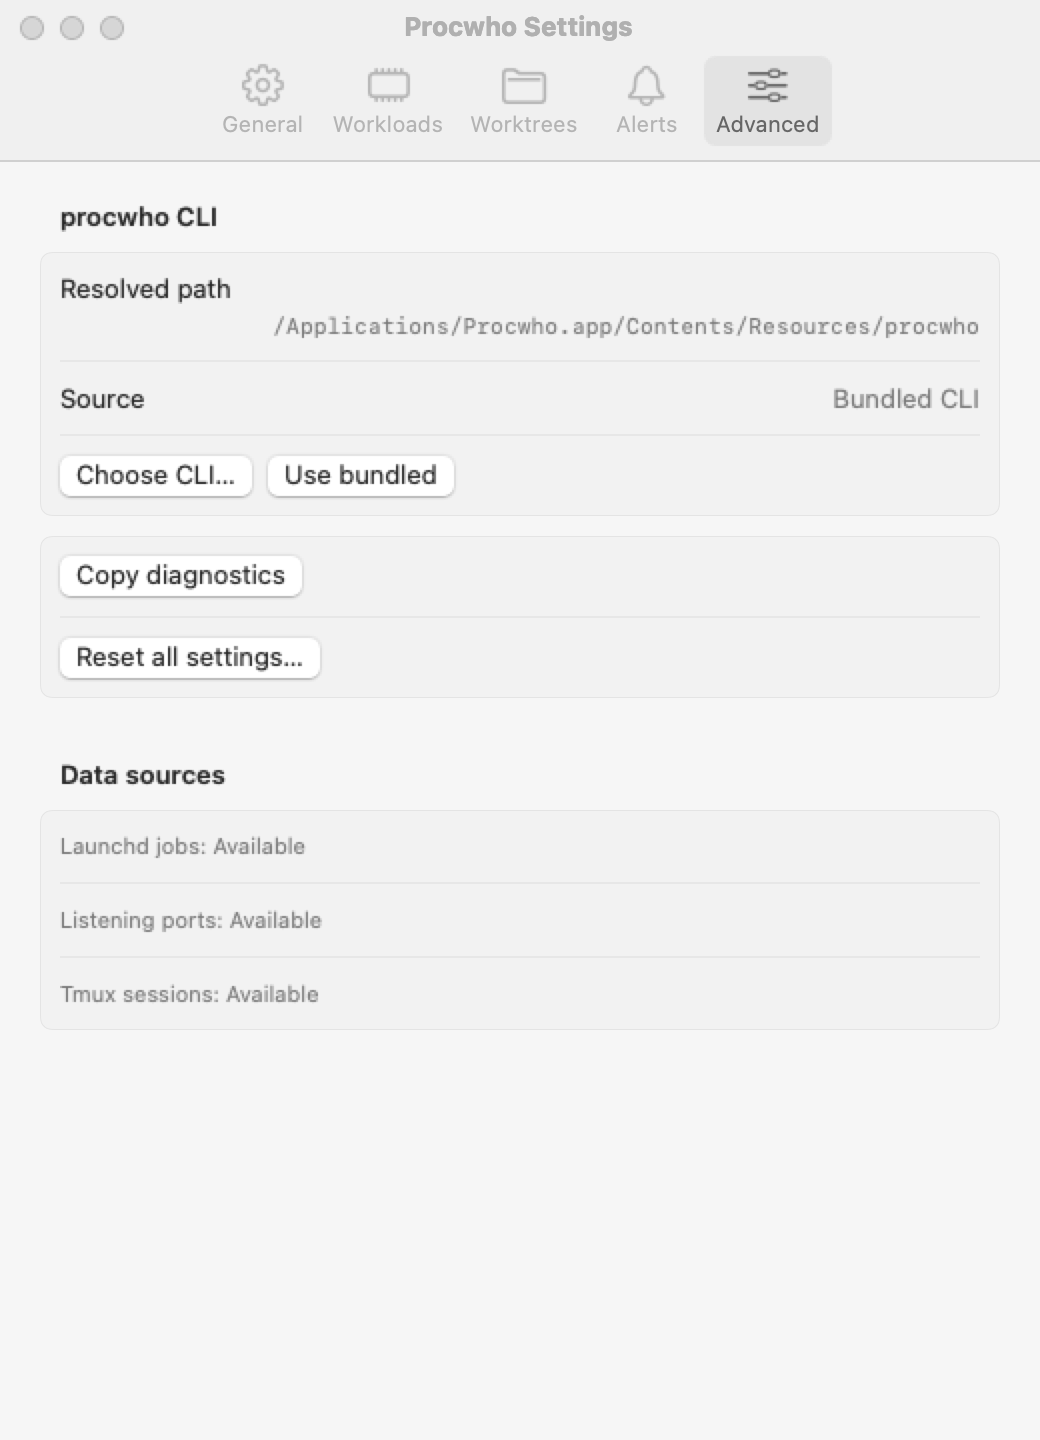 Procwho Settings
General Workloads Worktrees Alerts Advanced
procwho CLI
Resolved path
/Applications/Procwho.app/Contents/Resources/procwho
Source Bundled CLI
Choose CLI... Use bundled
Copy diagnostics
Reset all settings...
Data sources
Launchd jobs: Available
Listening ports: Available
Tmux sessions: Available